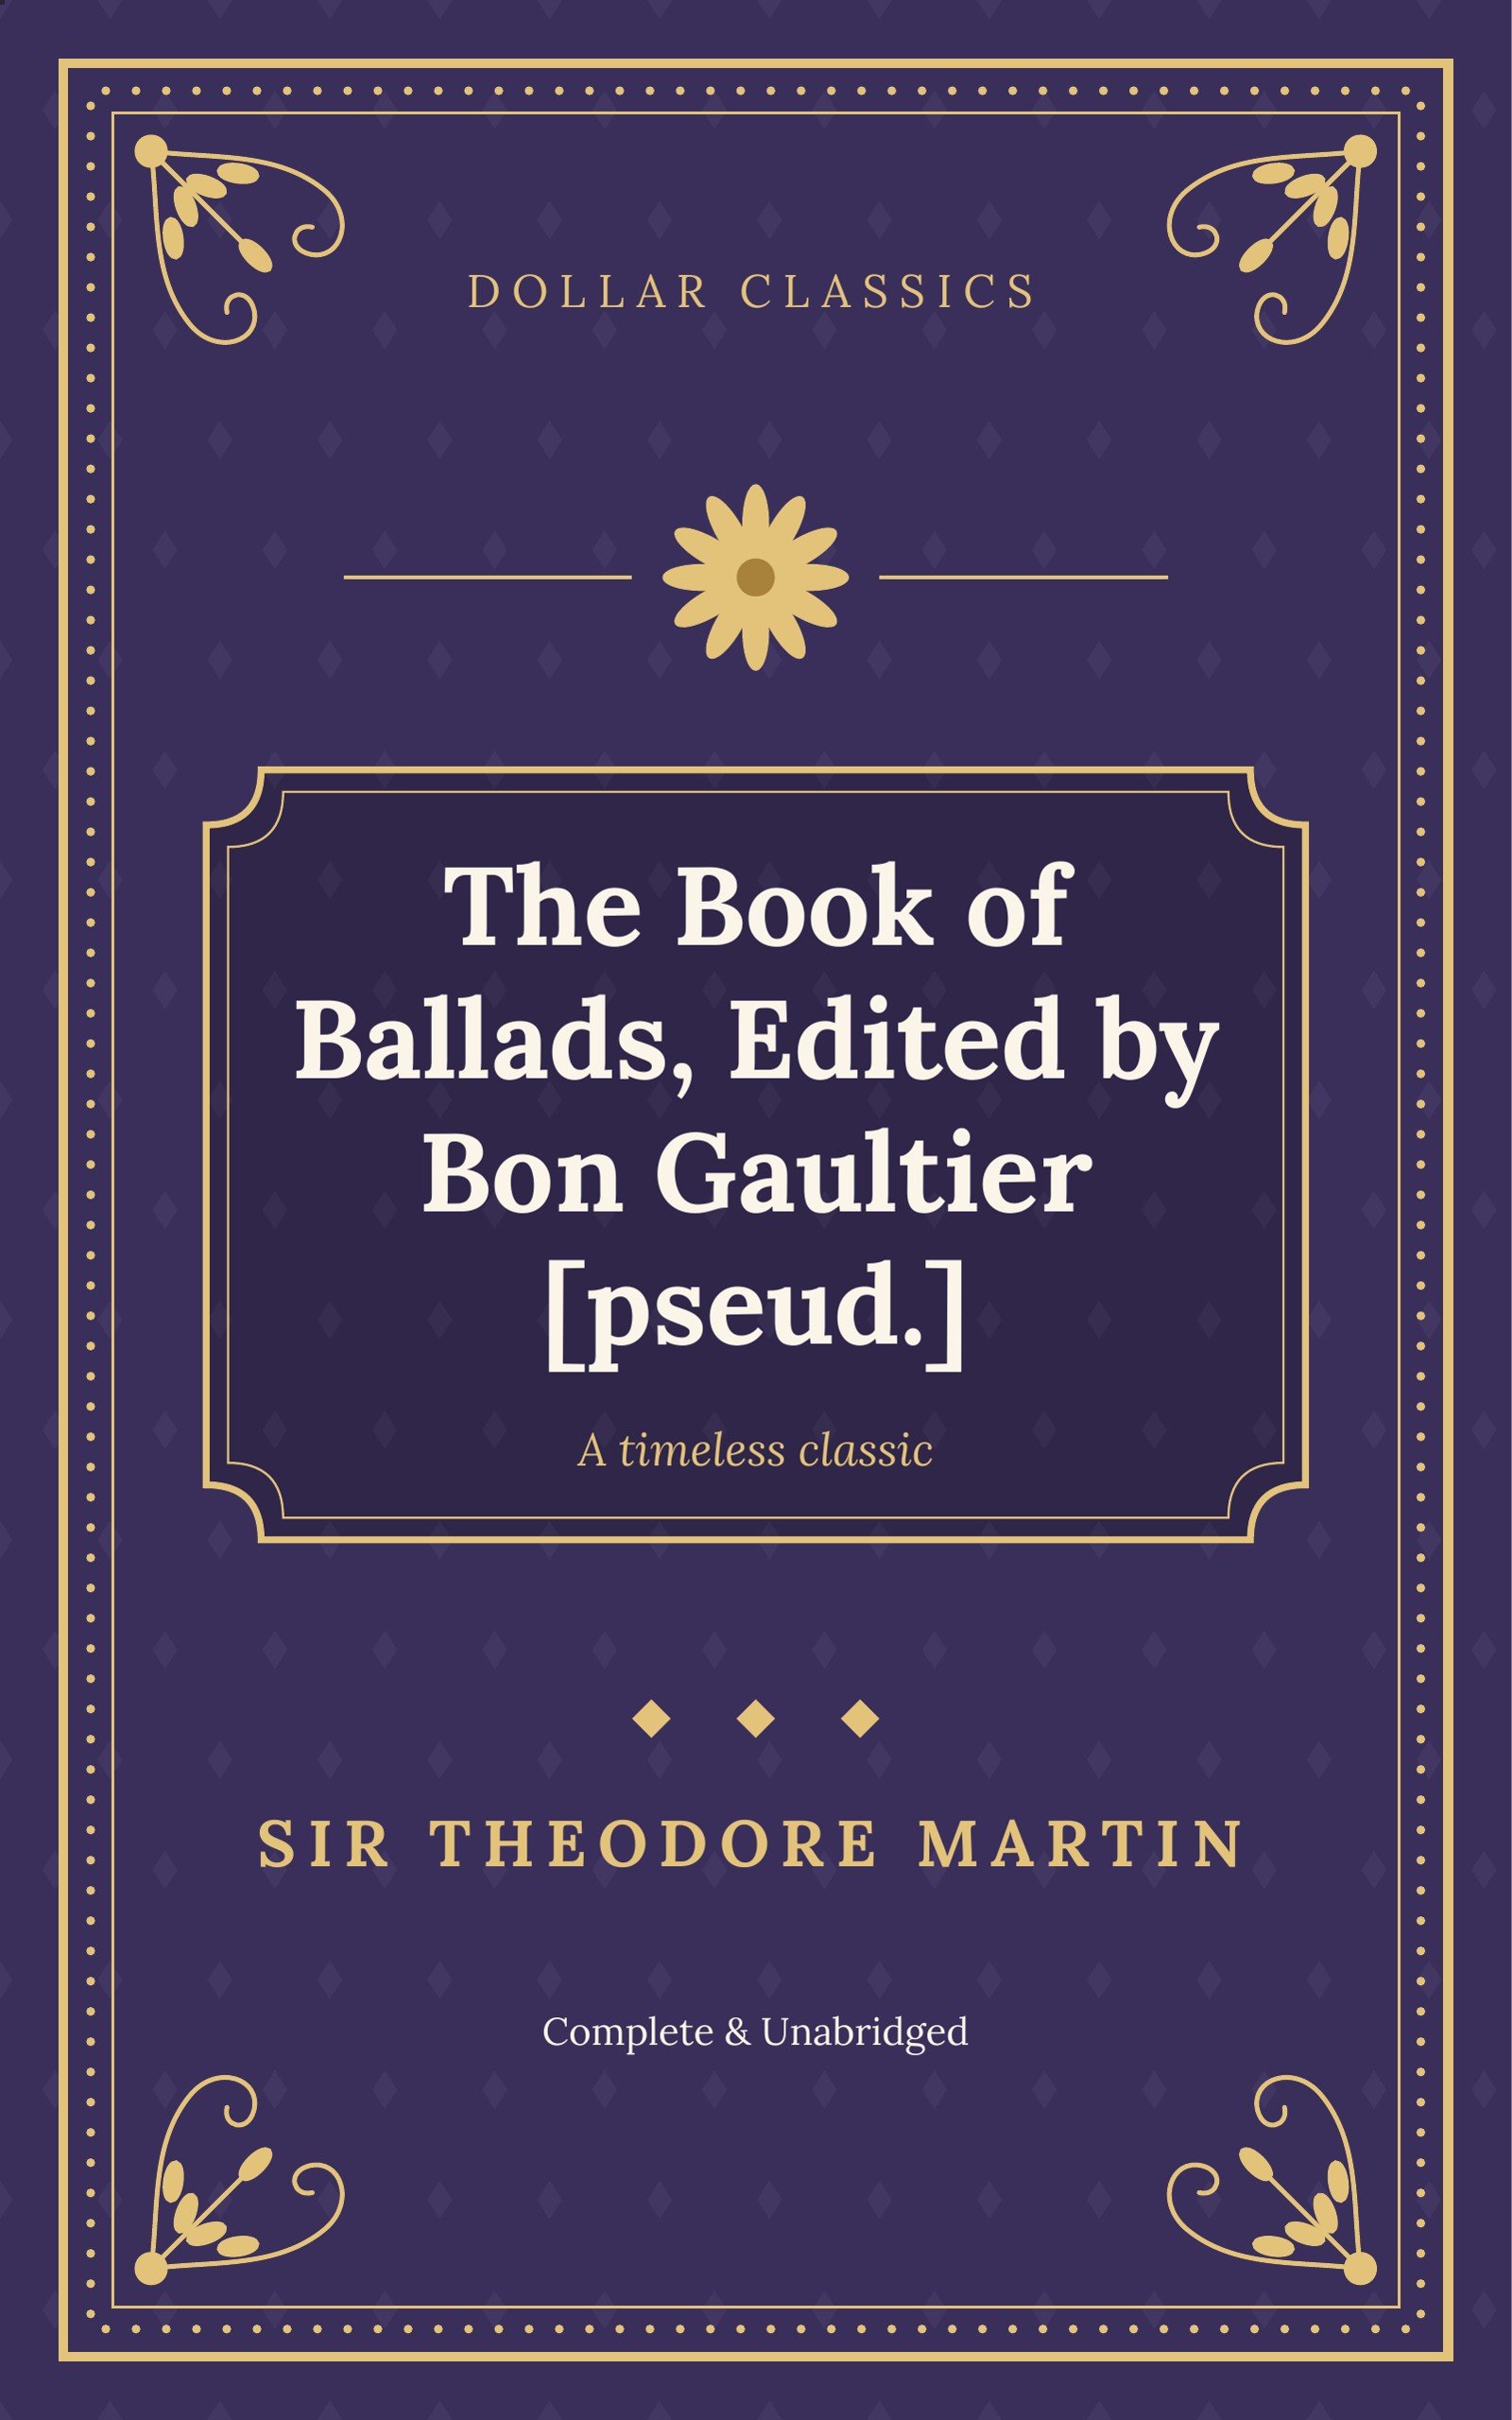 DOLLAR CLASSICS
The Book of
Ballads, Edited by
Bon Gaultier
[pseud.]
A timeless classic
SIR THEODORE MARTIN
Complete & Unabridged